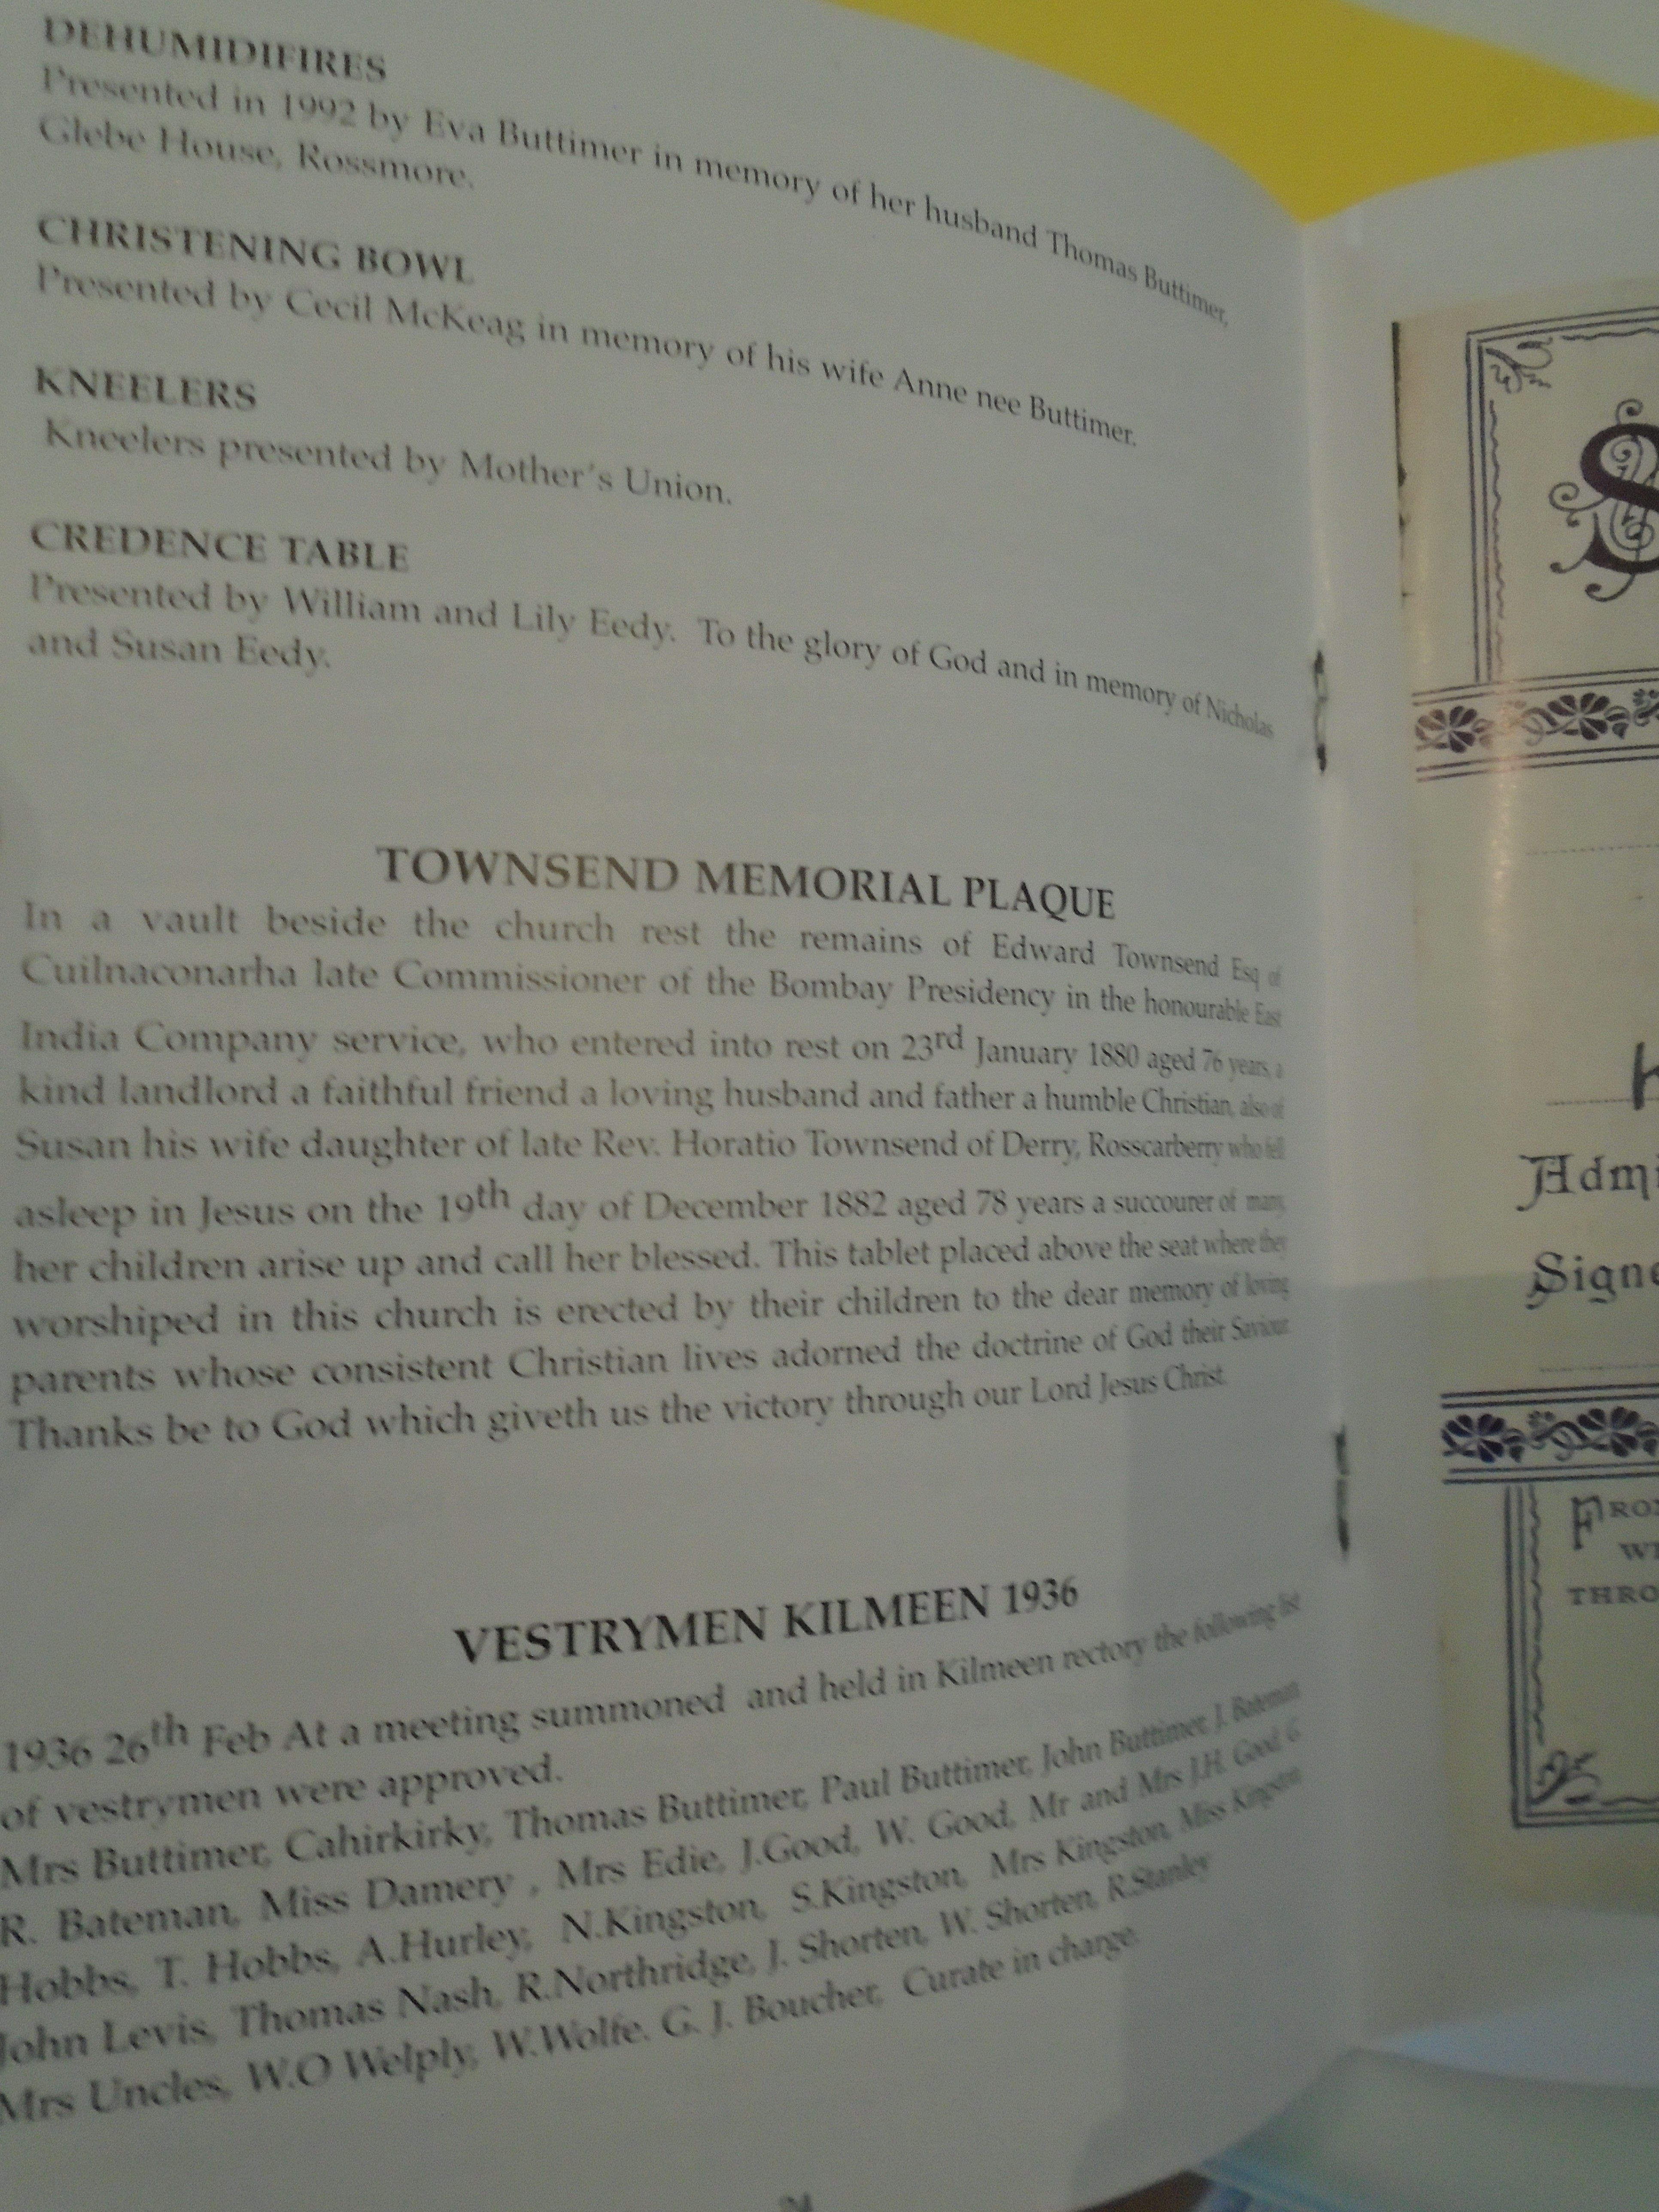 DEHUMIDIFIRES
Presented in 1992 by Eva Buttimer in memory of her husband Thomas Buttimer,
Glebe House, Rossmore.
CHRISTENING BOWL
Presented by Cecil McKeag in memory of his wife Anne nee Buttimer.
KNEELERS
Kneelers presented by Mother's Union.
CREDENCE TABLE
Presented by William and Lily Eedy. To the glory of God and in memory of Nicholas
and Susan Eedy.
TOWNSEND MEMORIAL PLAQUE
In a vault beside the church rest the remains of Edward Townsend Esq of
Cuilnaconarha late Commissioner of the Bombay Presidency in the honourable East
India Company service, who entered into rest on 23rd January 1880 aged 76 years, a
kind landlord a faithful friend a loving husband and father a humble Christian, also of
Susan his wife daughter of late Rev. Horatio Townsend of Derry, Rosscarberry who fell
asleep in Jesus on the 19th day of December 1882 aged 78 years a succourer of many,
her children arise up and call her blessed. This tablet placed above the seat where they
worshiped in this church is erected by their children to the dear memory of loving
parents whose consistent Christian lives adorned the doctrine of God their Saviour.
Thanks be to God which giveth us the victory through our Lord Jesus Christ.
VESTRYMEN KILMEEN 1936
1936 26th Feb At a meeting summoned and held in Kilmeen rectory the following list
of vestrymen were approved.
Mrs Buttimer, Cahirkirky, Thomas Buttimer, Paul Buttimer, John Buttimer, J. Bateman,
R. Bateman, Miss Damery , Mrs Edie, J.Good, W. Good, Mr and Mrs J.H. Good, G.
Hobbs, T. Hobbs, A.Hurley, N.Kingston, S.Kingston, Mrs Kingston, Miss Kingston,
John Levis, Thomas Nash, R.Northridge, J. Shorten, W. Shorten, R.Stanley
Mrs Uncles, W.O Welply, W.Wolfe. G. J. Boucher, Curate in charge.
S
Admi
Signe
FRO
WI
THRO